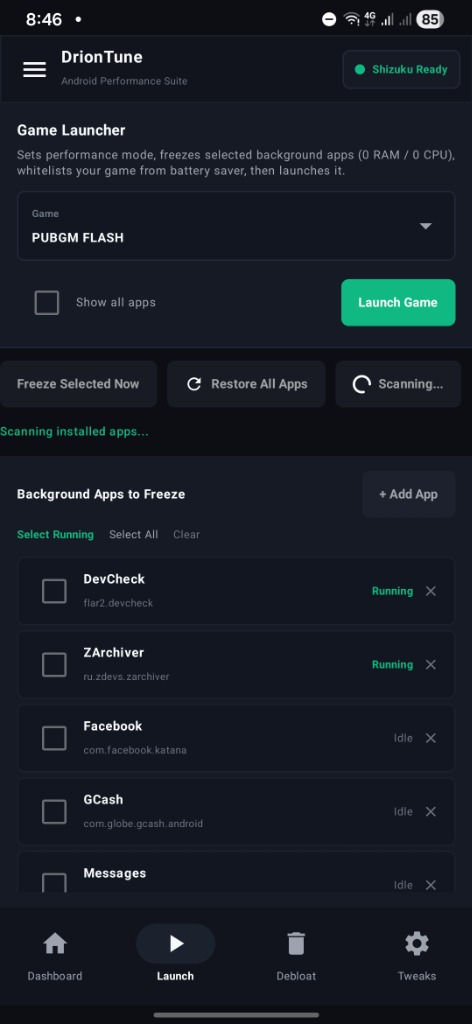 8:46
4G
85
DrionTune
Android Performance Suite
Shizuku Ready
Game Launcher
Sets performance mode, freezes selected background apps (0 RAM / 0 CPU),
whitelists your game from battery saver, then launches it.
Game
PUBGM FLASH
Show all apps
Launch Game
Freeze Selected Now
Restore All Apps
Scanning...
Scanning installed apps...
Background Apps to Freeze
+ Add App
Select Running
Select All
Clear
DevCheck
flar2.devcheck
Running
ZArchiver
ru.zdevs.zarchiver
Running
Facebook
com.facebook.katana
Idle
GCash
com.globe.gcash.android
Idle
Messages
Idle
Dashboard
Launch
Debloat
Tweaks